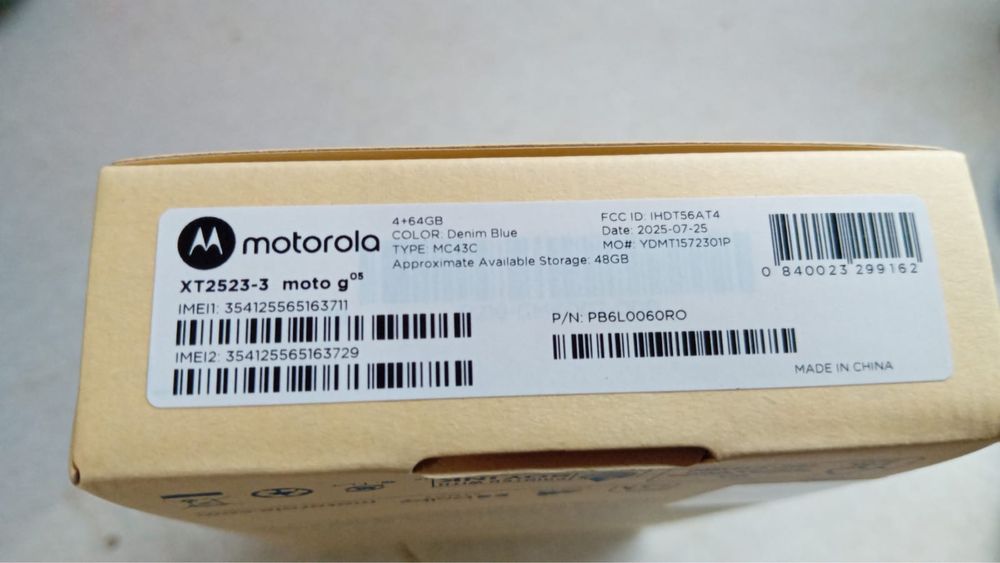 motorola
XT2523-3 moto g05
IMEI1: 354125565163711
IMEI2: 354125565163729
4+64GB
COLOR: Denim Blue
TYPE: MC43C
Approximate Available Storage: 48GB
FCC ID: IHDT56AT4
Date: 2025-07-25
MO#: YDMT1572301P
0 840023 299162
P/N: PB6L0060RO
MADE IN CHINA